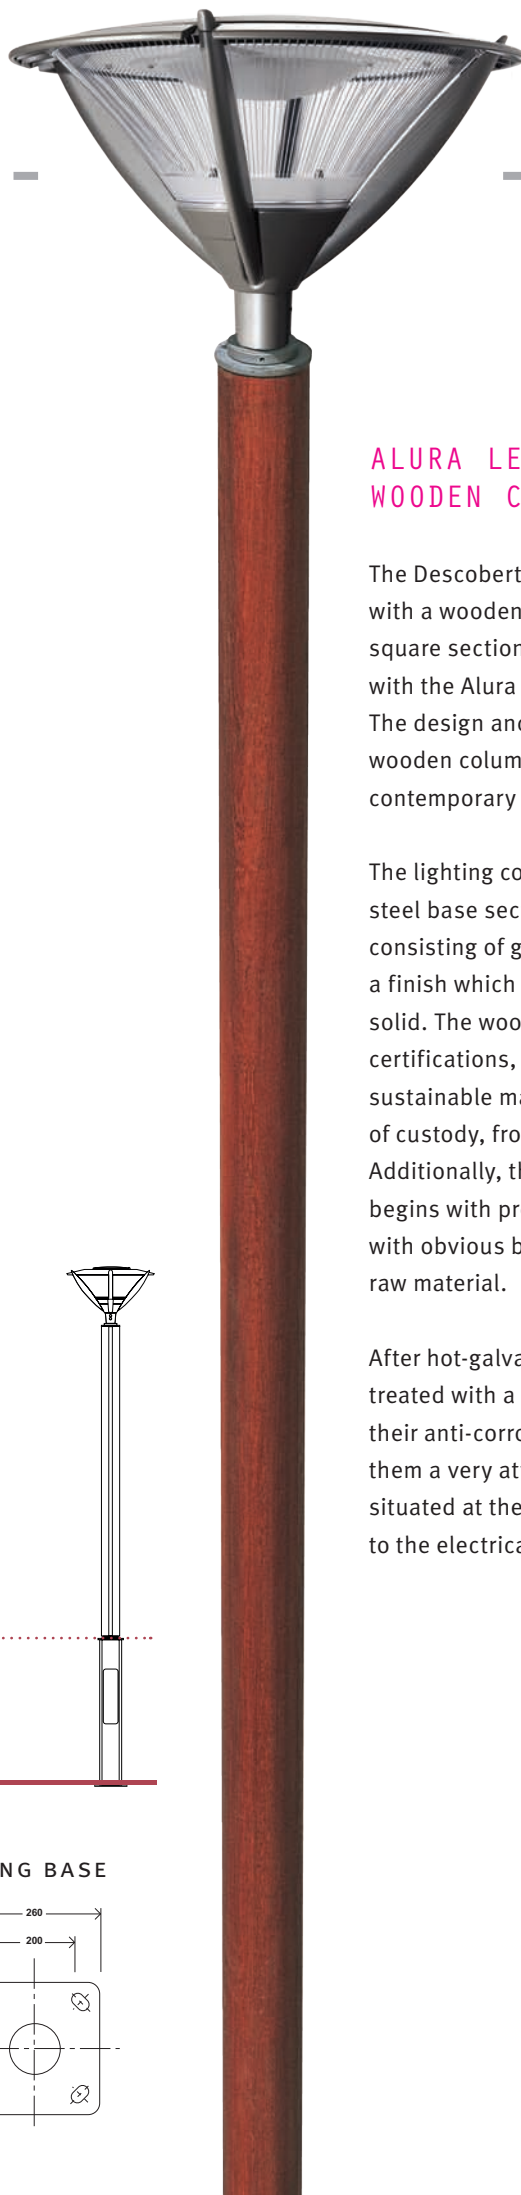 ALURA LE
WOODEN C
The Descobert
with a wooden
square section
with the Alura
The design and
wooden colum
contemporary
The lighting co
steel base sec
consisting of g
a finish which
solid. The woo
certifications,
sustainable ma
of custody, fro
Additionally, th
begins with pr
with obvious b
raw material.
After hot-galva
treated with a
their anti-corro
them a very at
situated at the
to the electrica
NG BASE
260
200